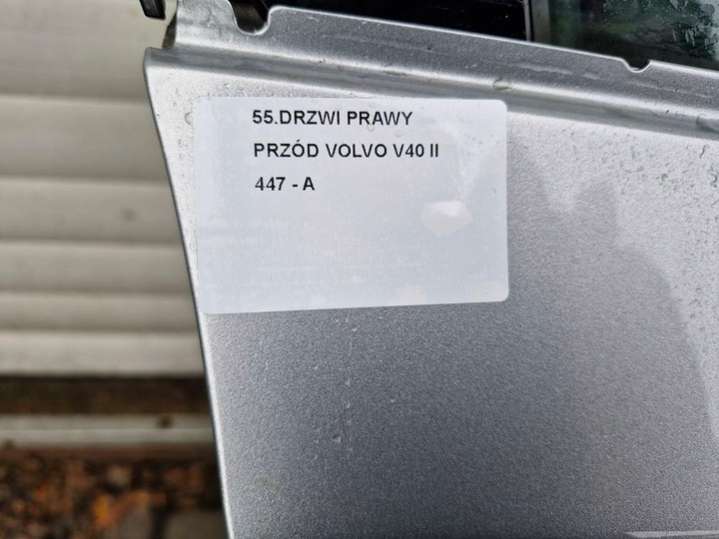 55.DRZWI PRAWY
PRZÓD VOLVO V40 II
447 - A